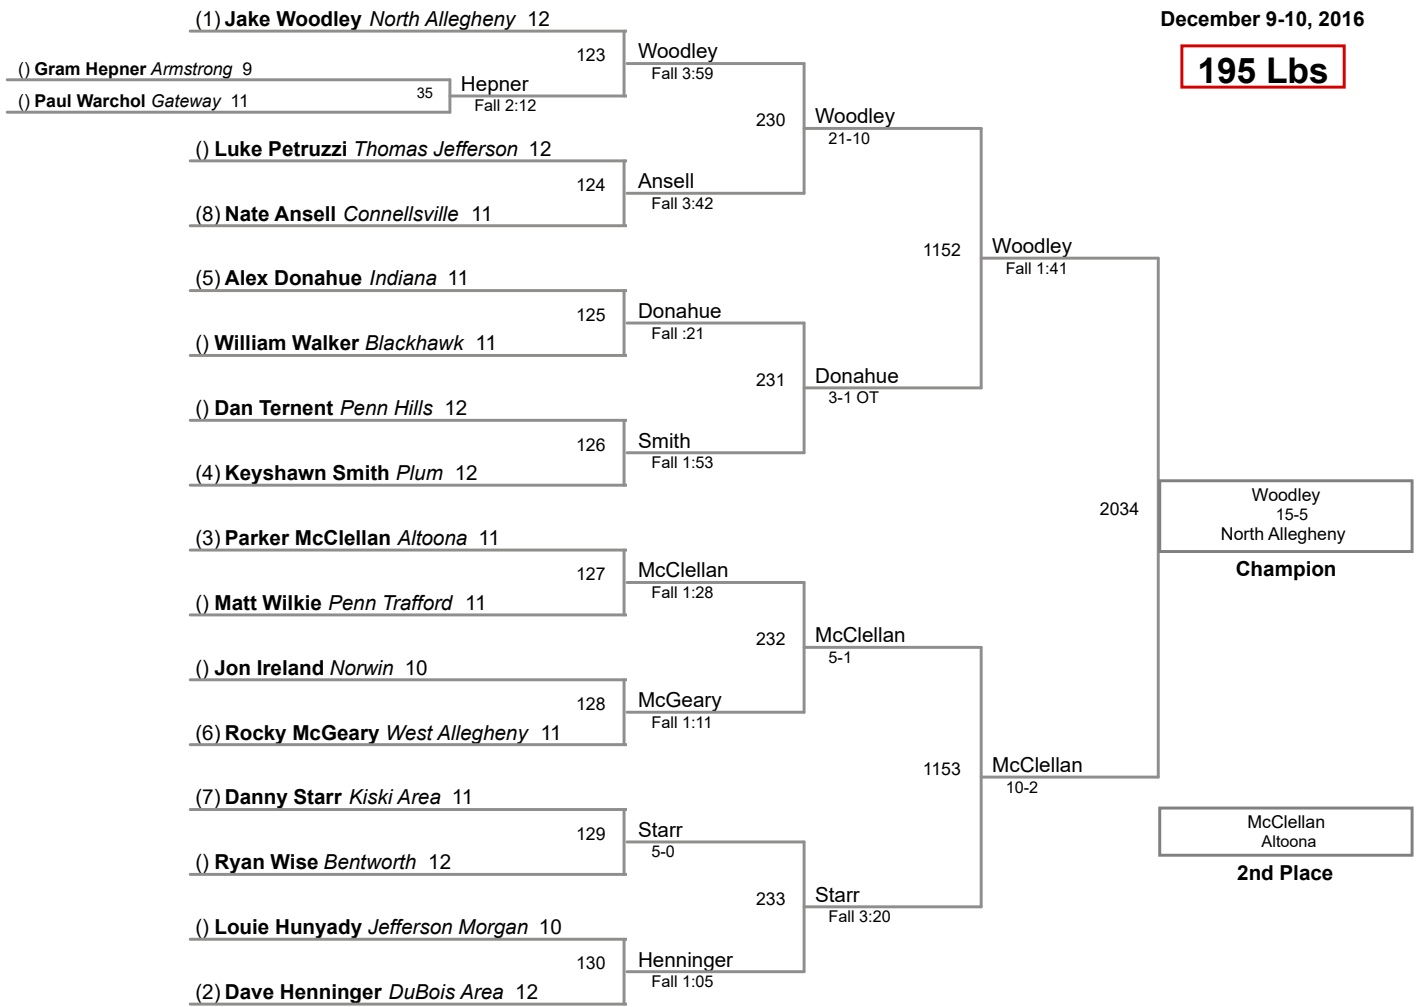 December 9-10, 2016
195 Lbs
(1) Jake Woodley North Allegheny 12
123
Woodley
Fall 3:59
() Gram Hepner Armstrong 9
35
Hepner
Fall 2:12
() Paul Warchol Gateway 11
230
Woodley
21-10
() Luke Petruzzi Thomas Jefferson 12
124
Ansell
Fall 3:42
(8) Nate Ansell Connellsville 11
1152
Woodley
Fall 1:41
(5) Alex Donahue Indiana 11
125
Donahue
Fall :21
() William Walker Blackhawk 11
231
Donahue
3-1 OT
() Dan Ternent Penn Hills 12
126
Smith
Fall 1:53
(4) Keyshawn Smith Plum 12
2034
Woodley
15-5
North Allegheny
Champion
(3) Parker McClellan Altoona 11
127
McClellan
Fall 1:28
() Matt Wilkie Penn Trafford 11
232
McClellan
5-1
() Jon Ireland Norwin 10
128
McGeary
Fall 1:11
(6) Rocky McGeary West Allegheny 11
1153
McClellan
10-2
(7) Danny Starr Kiski Area 11
129
Starr
5-0
() Ryan Wise Bentworth 12
McClellan
Altoona
2nd Place
233
Starr
Fall 3:20
() Louie Hunyady Jefferson Morgan 10
130
Henninger
Fall 1:05
(2) Dave Henninger DuBois Area 12